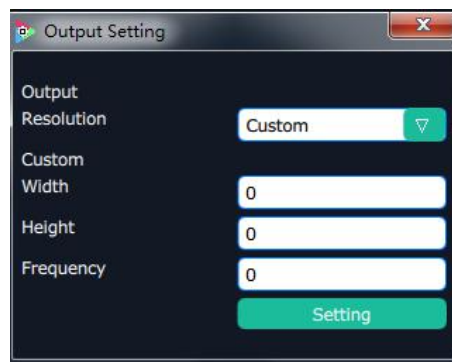 Output Setting
Output
Resolution
Custom
Custom
Width
0
Height
0
Frequency
0
Setting